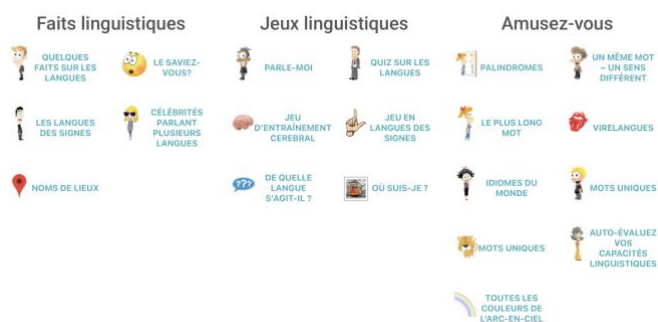 Faits linguistiques
QUELQUES
FAITS SUR LES
LANGUES
LE SAVIEZ-
VOUS?
LES LANGUES
DES SIGNES
CÉLÉBRITÉS
PARLANT
PLUSIEURS
LANGUES
NOMS DE LIEUX
Jeux linguistiques
PARLE-MOI
QUIZ SUR LES
LANGUES
JEU
D'ENTRAÎNEMENT
CEREBRAL
JEU EN
LANGUES DES
SIGNES
???
DE QUELLE
LANGUE
S'AGIT-IL ?
OÙ SUIS-JE ?
Amusez-vous
PALINDROMES
UN MÊME MOT
– UN SENS
DIFFÉRENT
LE PLUS LONG
MOT
VIRELANGUES
IDIOMES DU
MONDE
MOTS UNIQUES
MOTS UNIQUES
AUTO-ÉVALUEZ
VOS
CAPACITÉS
LINGUISTIQUES
TOUTES LES
COULEURS DE
L'ARC-EN-CIEL